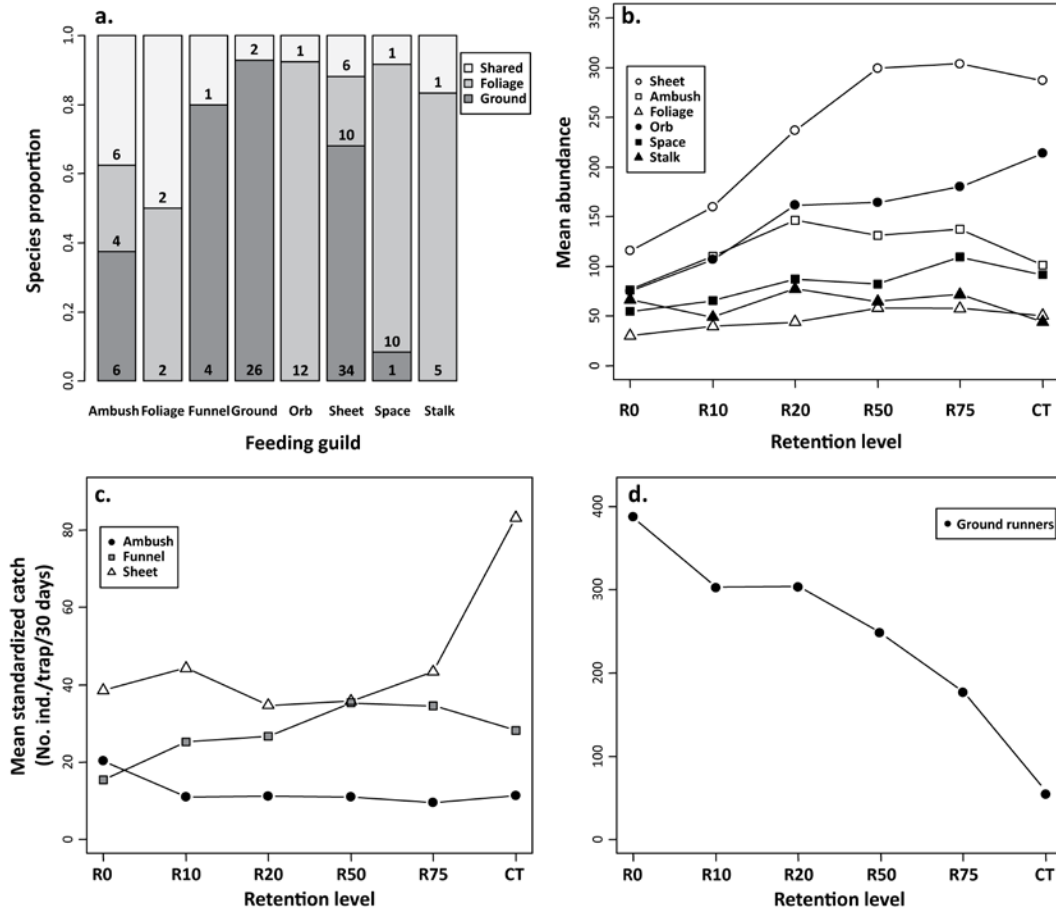 a.
Species proportion
1.0
0.8
0.6
0.4
0.2
0.0
6
4
6
2
2
1
4
2
26
1
12
6
10
34
1
10
1
1
5
Ambush Foliage Funnel Ground Orb Sheet Space Stalk
Feeding guild
Shared
Foliage
Ground
b.
Mean abundance
350
300
250
200
150
100
50
0
Sheet
Ambush
Foliage
Orb
Space
Stalk
R0 R10 R20 R50 R75 CT
Retention level
c.
Mean standardized catch
(No. ind./trap/30 days)
80
60
40
20
0
Ambush
Funnel
Sheet
R0 R10 R20 R50 R75 CT
Retention level
d.
400
300
200
100
0
Ground runners
R0 R10 R20 R50 R75 CT
Retention level